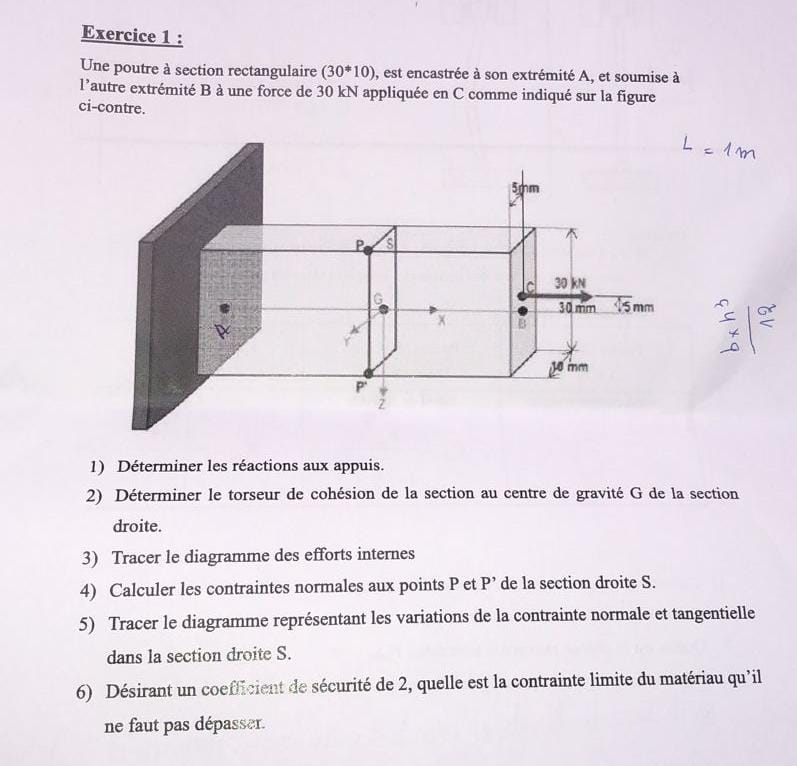 Exercice 1 :
Une poutre à section rectangulaire (30*10), est encastrée à son extrémité A, et soumise à
l'autre extrémité B à une force de 30 kN appliquée en C comme indiqué sur la figure
ci-contre.
L = 1m
5mm
P S
C 30 kN
G
30 mm 5 mm
A
X
B
Y
10 mm
P'
Z
1) Déterminer les réactions aux appuis.
2) Déterminer le torseur de cohésion de la section au centre de gravité G de la section
droite.
3) Tracer le diagramme des efforts internes
4) Calculer les contraintes normales aux points P et P' de la section droite S.
5) Tracer le diagramme représentant les variations de la contrainte normale et tangentielle
dans la section droite S.
6) Désirant un coefficient de sécurité de 2, quelle est la contrainte limite du matériau qu'il
ne faut pas dépasser.